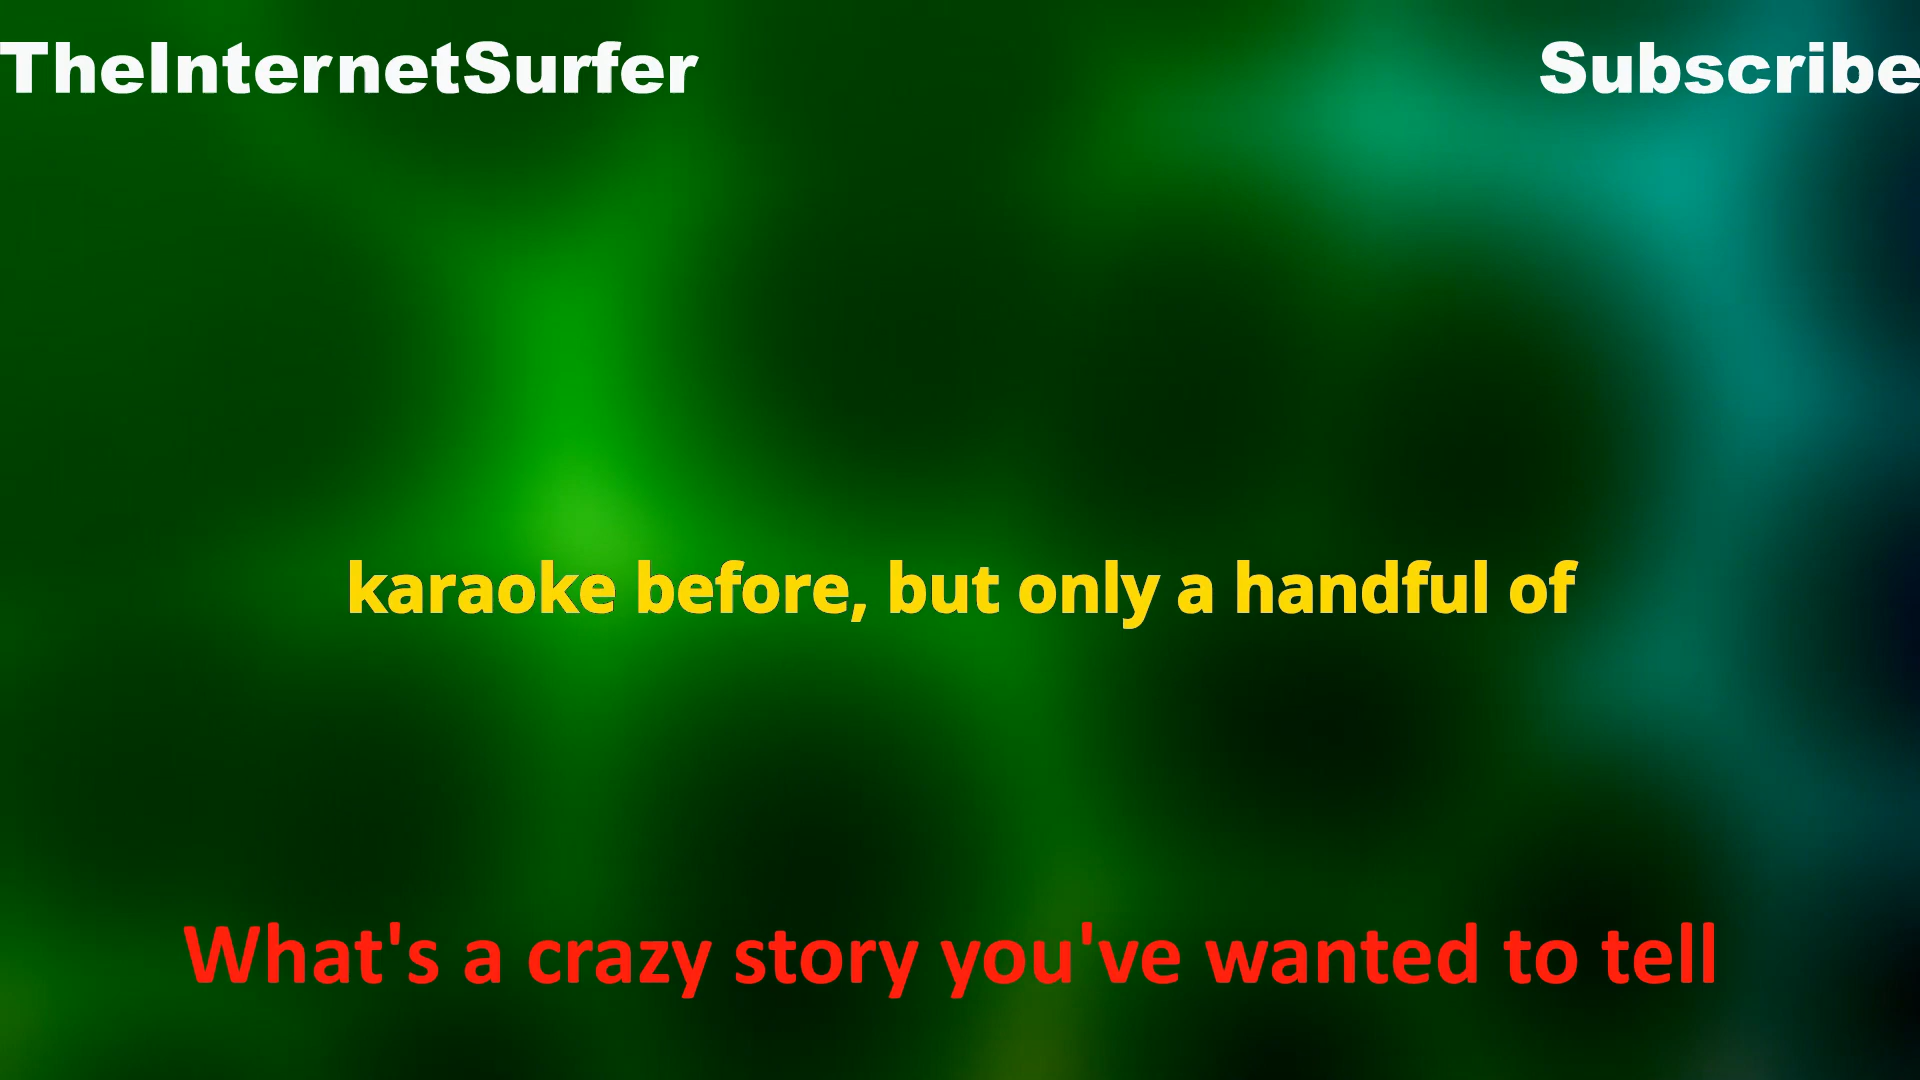 TheInternetSurfer
Subscribe
karaoke before, but only a handful of
What's a crazy story you've wanted to tell